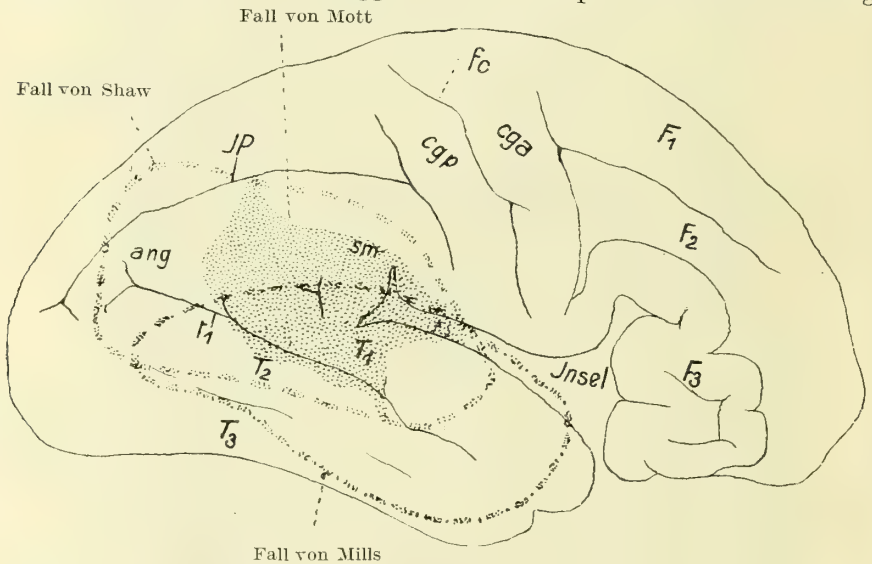 Fall von Mott
Fall von Shaw
fc
JP
cgp
cga
F1
F2
sm
ang
t1
T1
T2
Jnsel
F3
T3
Fall von Mills